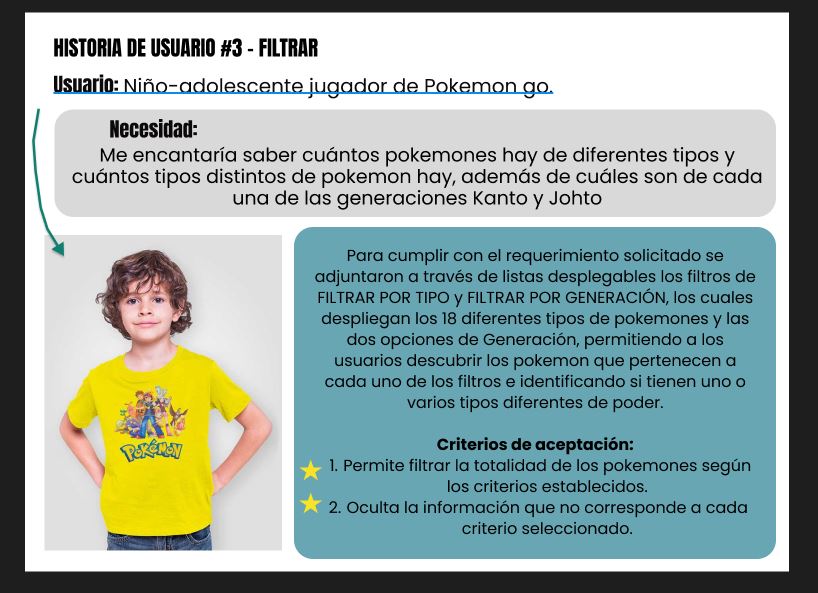 HISTORIA DE USUARIO #3 - FILTRAR
Usuario: Niño-adolescente jugador de Pokemon go.
Necesidad:
Me encantaría saber cuántos pokemones hay de diferentes tipos y
cuántos tipos distintos de pokemon hay, además de cuáles son de cada
una de las generaciones Kanto y Johto
POKéMON
Para cumplir con el requerimiento solicitado se
adjuntaron a través de listas desplegables los filtros de
FILTRAR POR TIPO y FILTRAR POR GENERACIÓN, los cuales
despliegan los 18 diferentes tipos de pokemones y las
dos opciones de Generación, permitiendo a los
usuarios descubrir los pokemon que pertenecen a
cada uno de los filtros e identificando si tienen uno o
varios tipos diferentes de poder.
Criterios de aceptación:
1. Permite filtrar la totalidad de los pokemones según
los criterios establecidos.
2. Oculta la información que no corresponde a cada
criterio seleccionado.